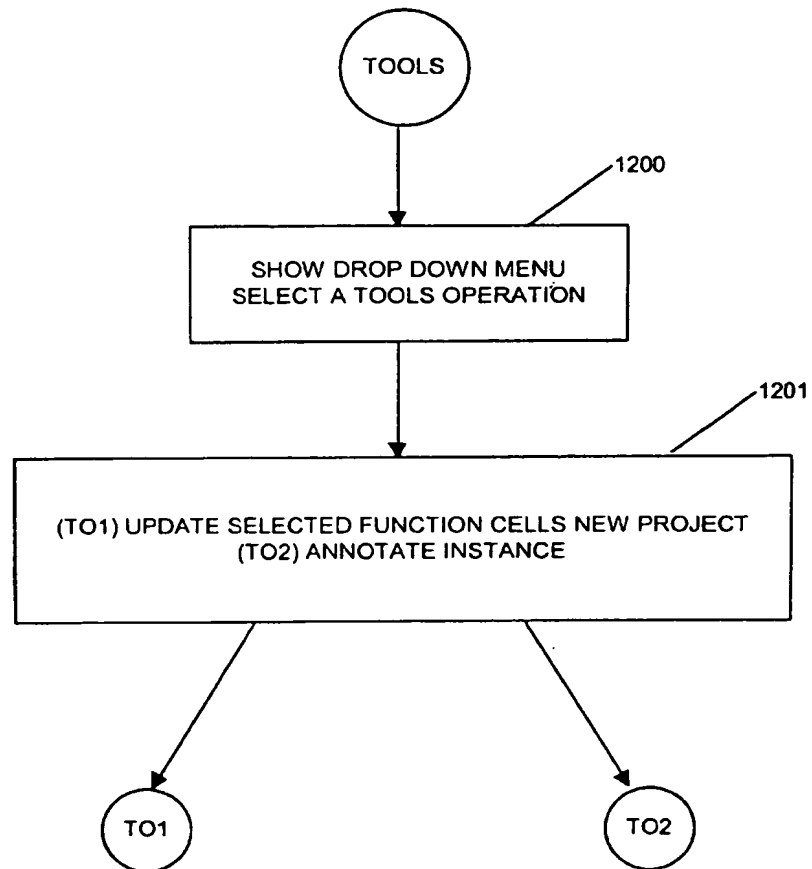 TOOLS
1200
SHOW DROP DOWN MENU
SELECT A TOOLS OPERATION
1201
(TO1) UPDATE SELECTED FUNCTION CELLS NEW PROJECT
(TO2) ANNOTATE INSTANCE
TO1
TO2